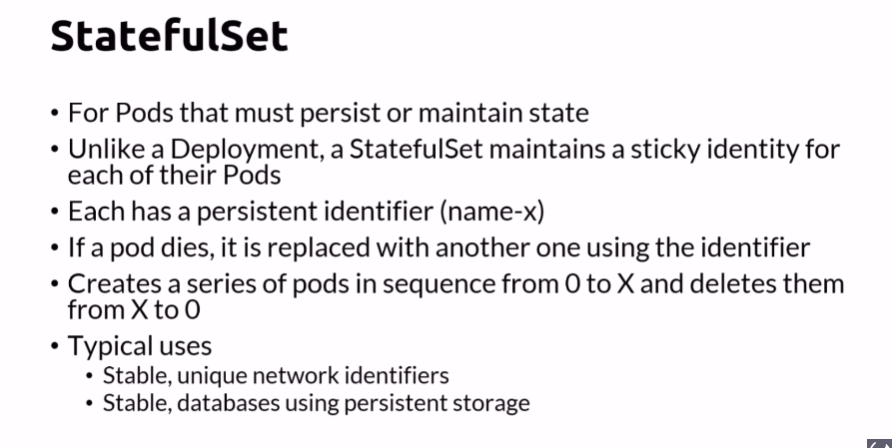 StatefulSet
• For Pods that must persist or maintain state
• Unlike a Deployment, a StatefulSet maintains a sticky identity for
each of their Pods
• Each has a persistent identifier (name-x)
• If a pod dies, it is replaced with another one using the identifier
• Creates a series of pods in sequence from 0 to X and deletes them
from X to 0
• Typical uses
• Stable, unique network identifiers
• Stable, databases using persistent storage